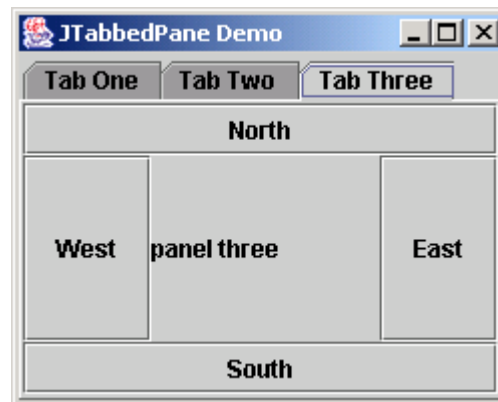 JTabbedPane Demo
Tab One Tab Two Tab Three
North
West panel three East
South